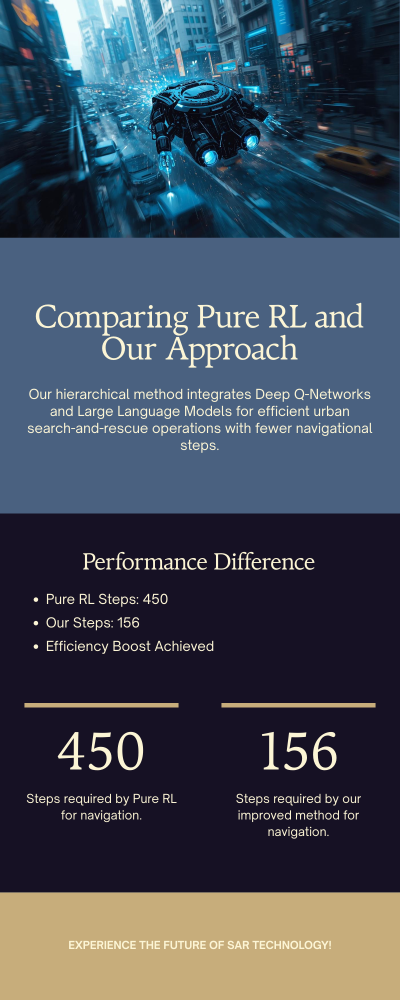 Comparing Pure RL and
Our Approach
Our hierarchical method integrates Deep Q-Networks
and Large Language Models for efficient urban
search-and-rescue operations with fewer navigational
steps.
Performance Difference
• Pure RL Steps: 450
• Our Steps: 156
• Efficiency Boost Achieved
450
Steps required by Pure RL
for navigation.
156
Steps required by our
improved method for
navigation.
EXPERIENCE THE FUTURE OF SAR TECHNOLOGY!